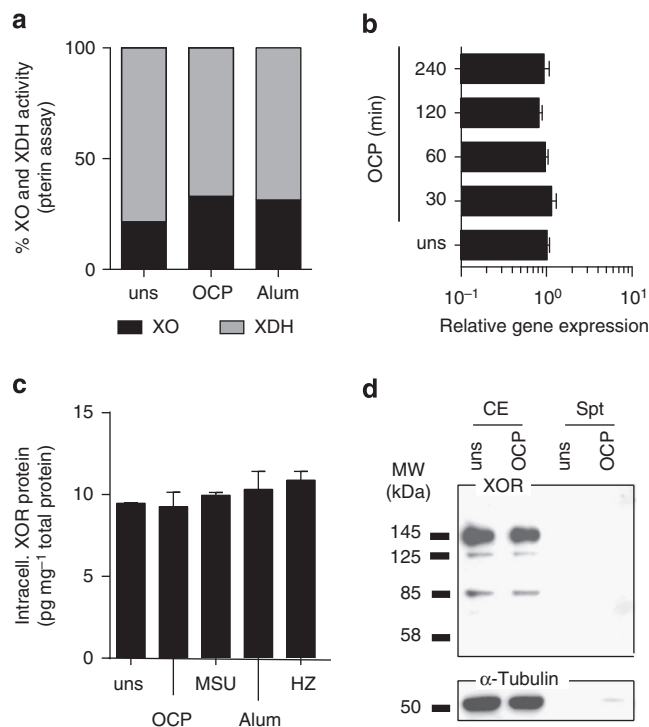 a
100
50
0
% XO and XDH activity
(pterin assay)
uns OCP Alum
XO XDH
b
OCP (min)
240
120
60
30
uns
10⁻¹ 10⁰ 10¹
Relative gene expression
c
15
10
5
0
Intracell. XOR protein
(pg mg⁻¹ total protein)
uns MSU HZ
OCP Alum
d
CE Spt
uns OCP uns OCP
MW
(kDa)
XOR
145
125
85
58
α-Tubulin
50